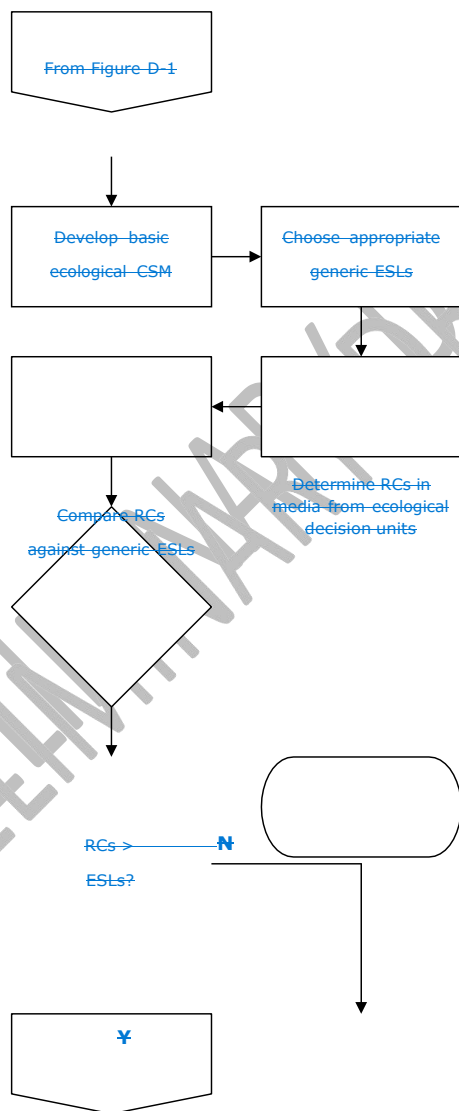 From Figure D-1
Develop basic
ecological CSM
Choose appropriate
generic ESLs
Determine RCs in
media from ecological
decision units
Compare RCs
against generic ESLs
RCs >
ESLs?
N
Y